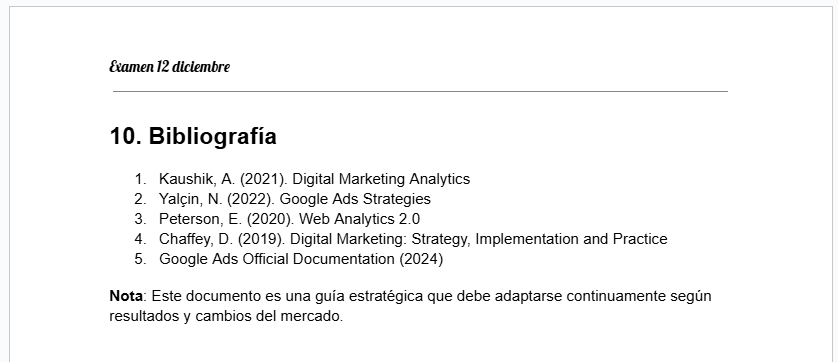 Examen 12 diciembre
10. Bibliografía
1. Kaushik, A. (2021). Digital Marketing Analytics
2. Yalçin, N. (2022). Google Ads Strategies
3. Peterson, E. (2020). Web Analytics 2.0
4. Chaffey, D. (2019). Digital Marketing: Strategy, Implementation and Practice
5. Google Ads Official Documentation (2024)
Nota: Este documento es una guía estratégica que debe adaptarse continuamente según
resultados y cambios del mercado.